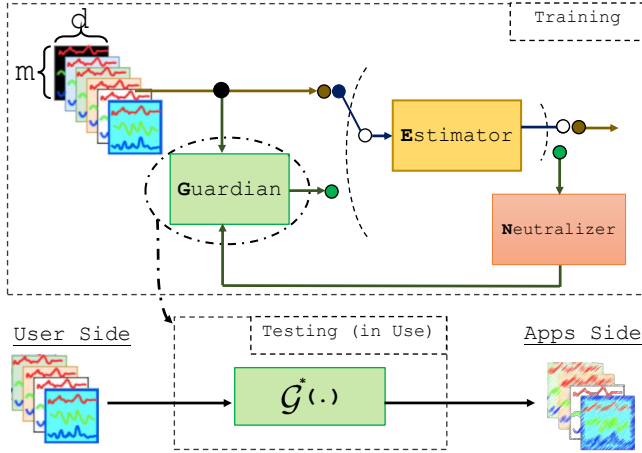 Training
d
m
Estimator
Guardian
Neutralizer
User Side
Testing (in Use)
Apps Side
𝒢*(.)